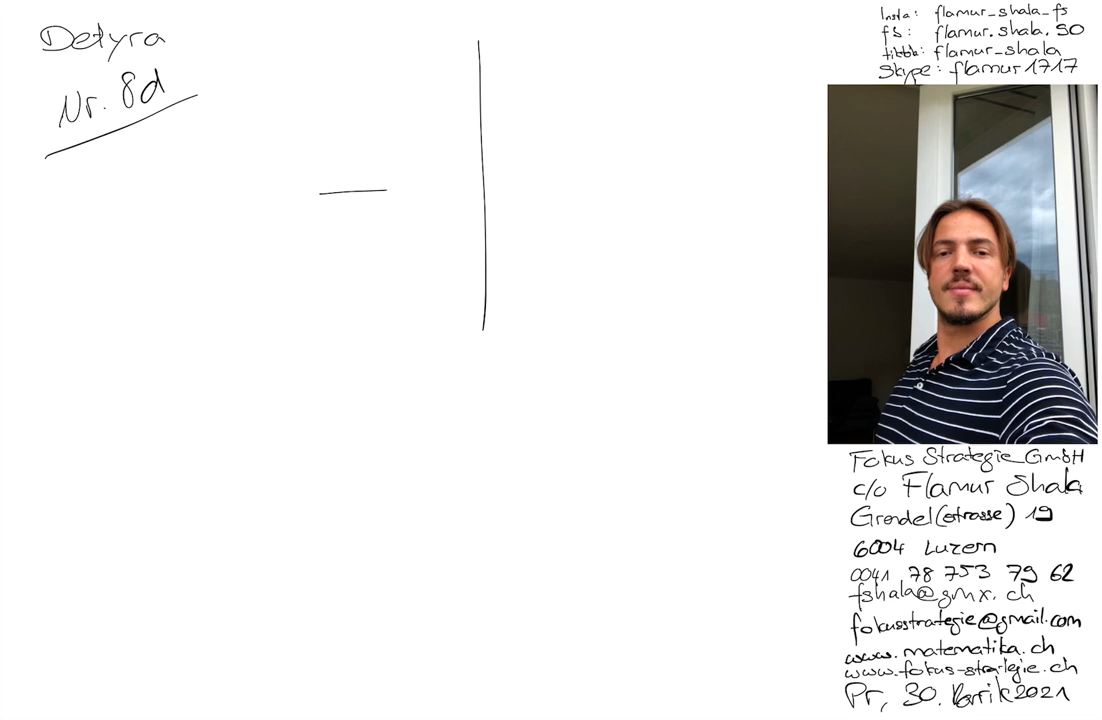 Detyra
Nr. 8d
Insta: flamur_shala_fs
fb: flamur.shala.90
tiktok: flamur_shala
Skype: flamur1717
Fokus Strategie GmbH
c/o Flamur Shala
Grendel(strasse) 19
6004 Luzern
0041 78 753 79 62
fshala@gmx.ch
fokusstrategie@gmail.com
www.matematika.ch
www.fokus-strategie.ch
Pr, 30. Korrik 2021